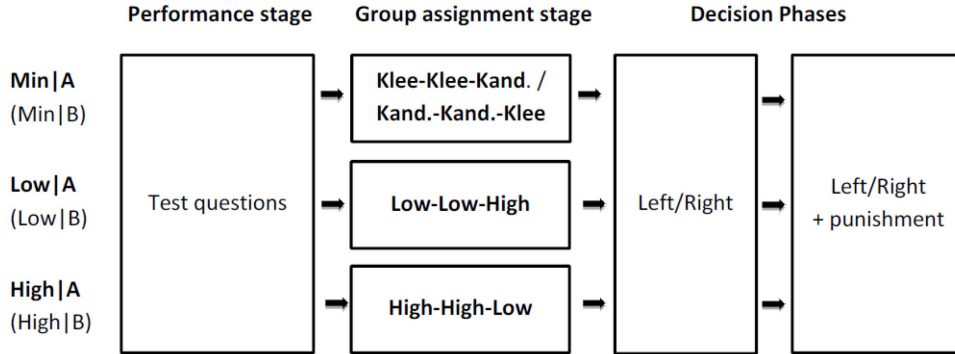 Performance stage
Group assignment stage
Decision Phases
Min|A
(Min|B)
Klee-Klee-Kand. /
Kand.-Kand.-Klee
Low|A
(Low|B)
Test questions
Low-Low-High
Left/Right
Left/Right
+ punishment
High|A
(High|B)
High-High-Low